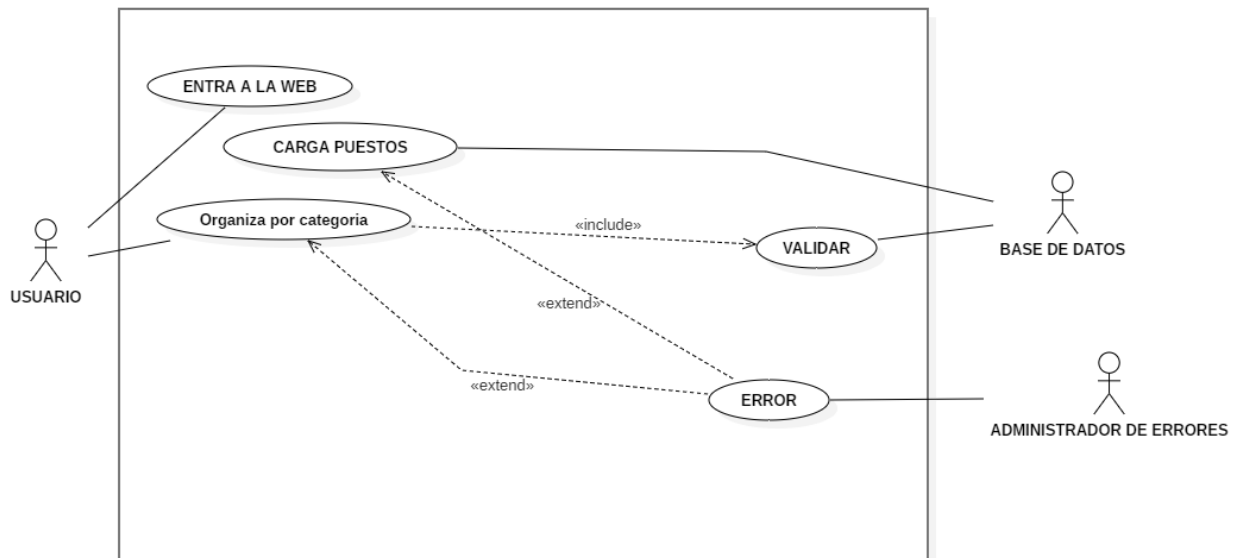 ENTRA A LA WEB
CARGA PUESTOS
Organiza por categoria
«include»
VALIDAR
BASE DE DATOS
USUARIO
«extend»
«extend»
ERROR
ADMINISTRADOR DE ERRORES